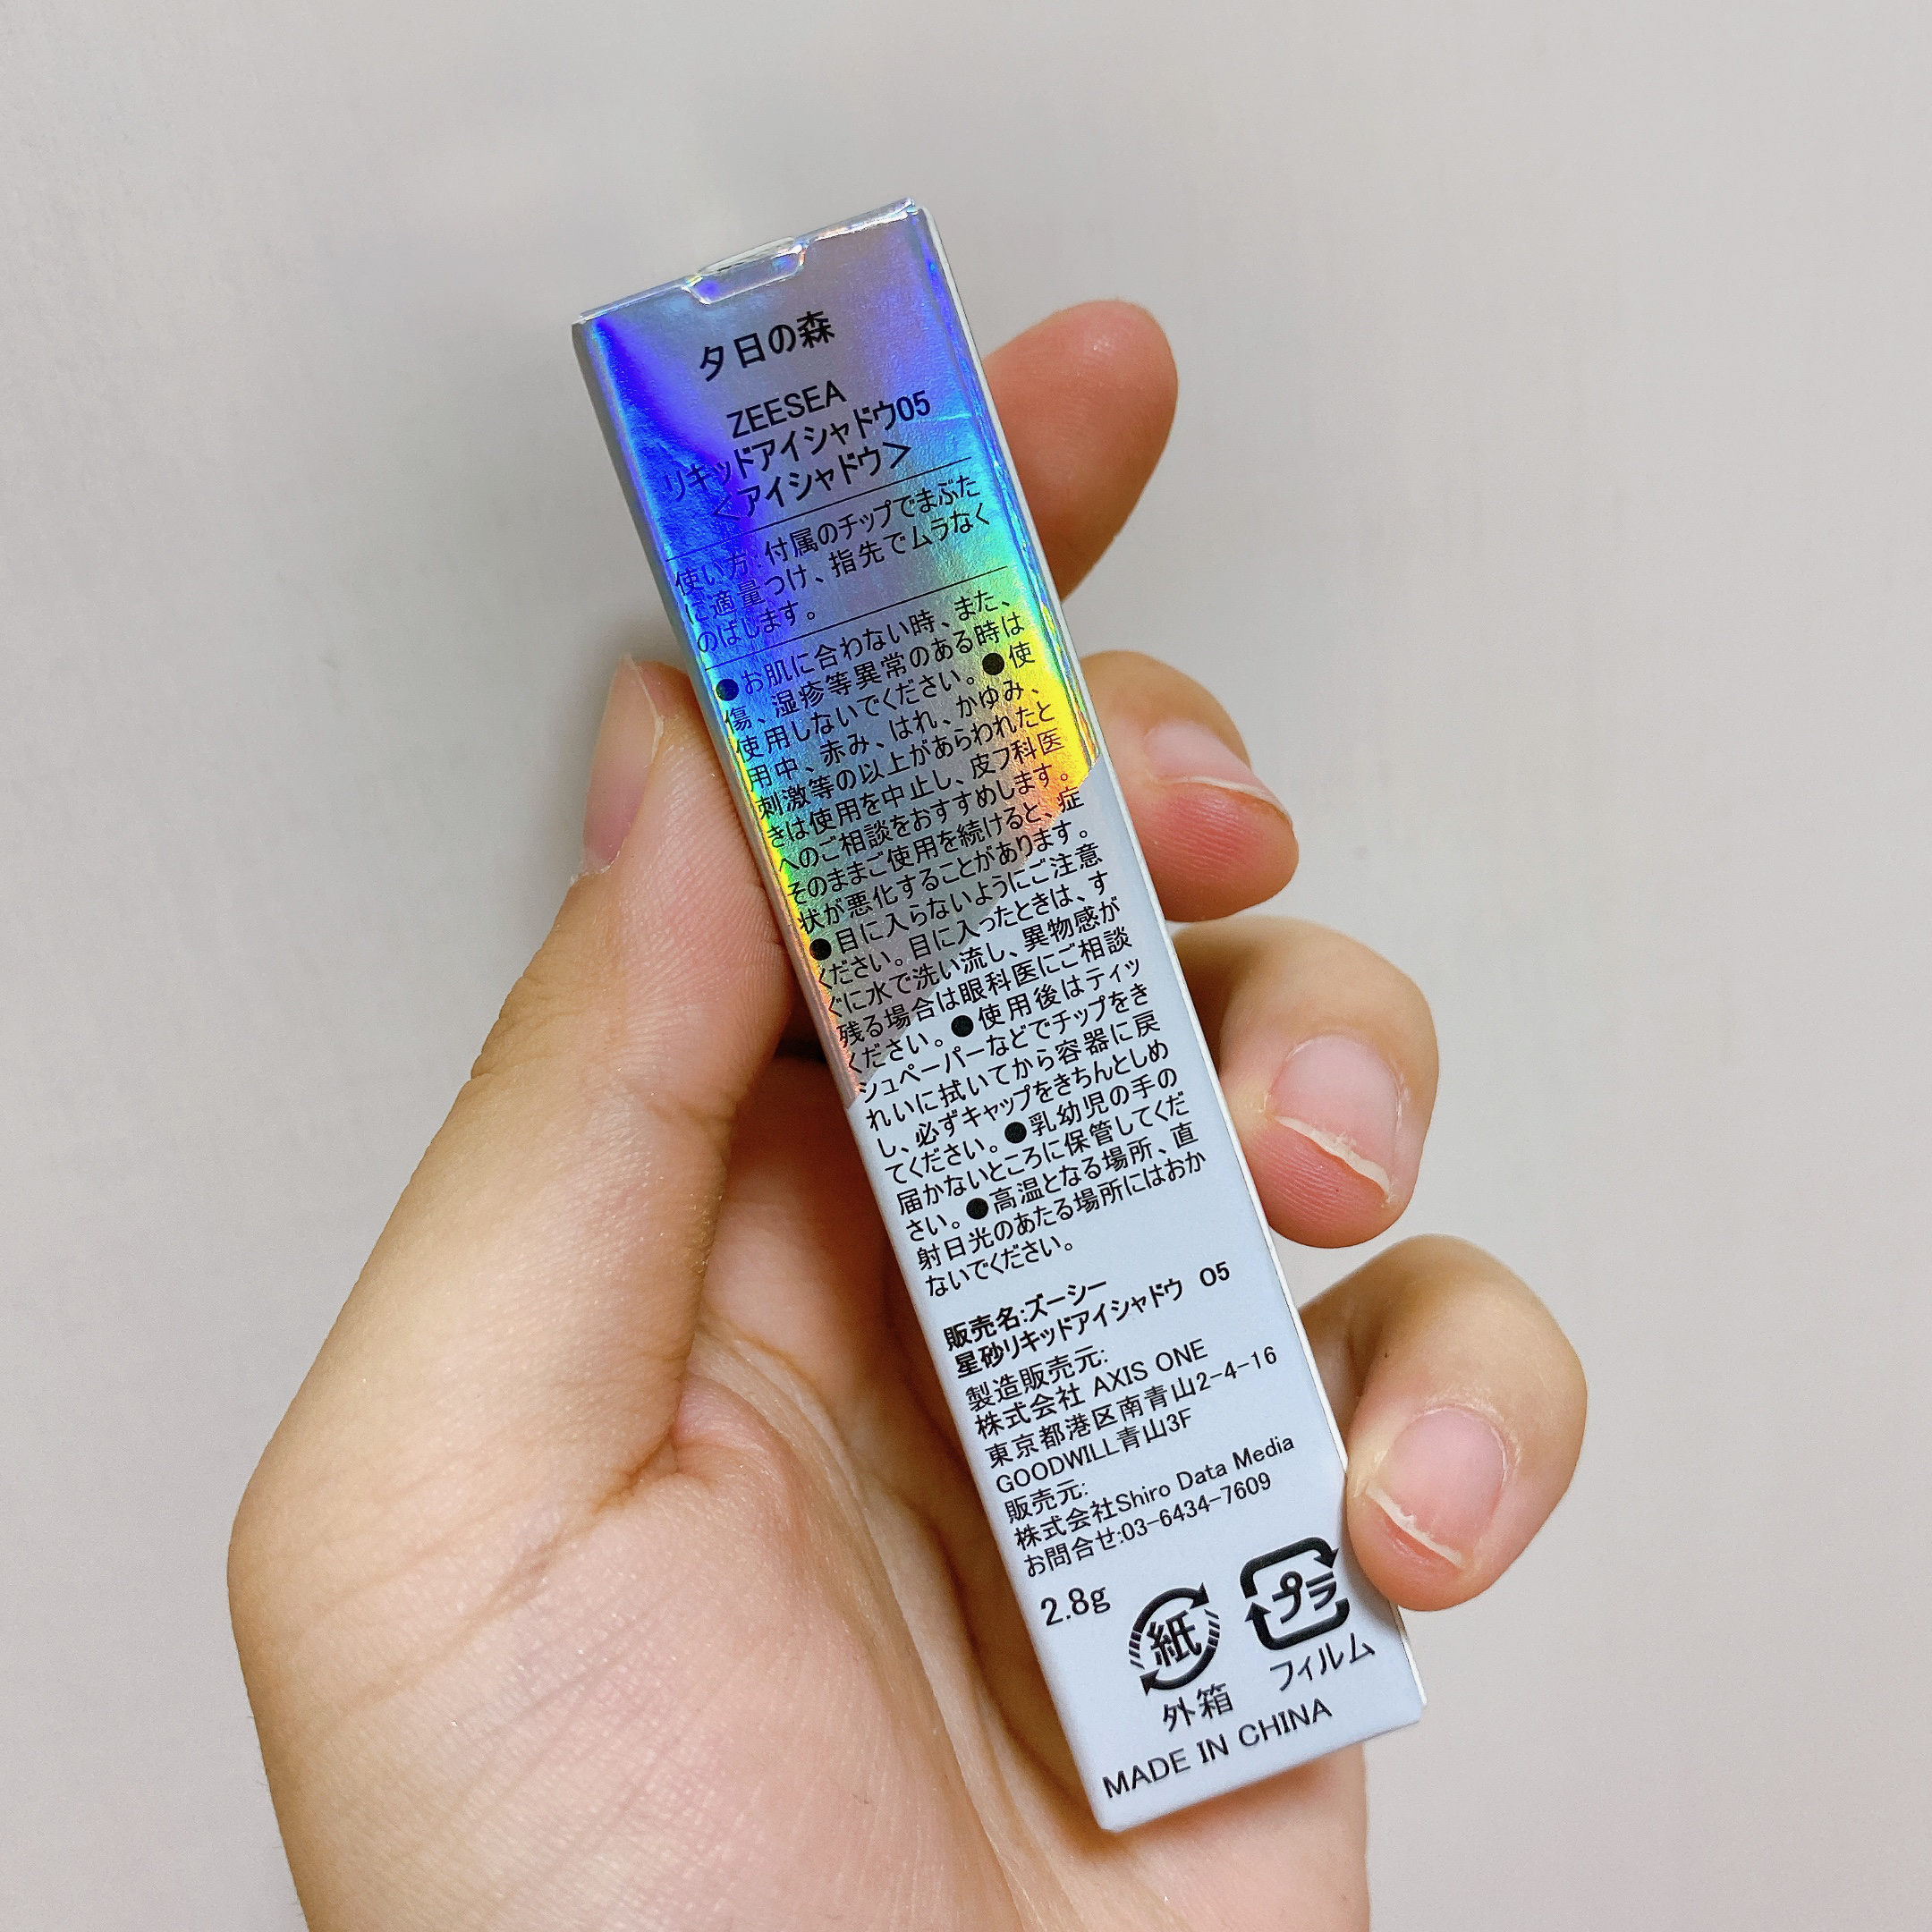 夕日の森
ZEESEA
リキッドアイシャドウ05
＜アイシャドウ＞
使い方:付属のチップでまぶた
に適量つけ、指先でムラなく
のばします。
●お肌に合わない時、また、
傷、湿疹等異常のある時は
使用しないでください。●使
用中、赤み、はれ、かゆみ、
刺激等の以上があらわれたと
きは使用を中止し、皮フ科医
へのご相談をおすすめします。
そのままご使用を続けると、症
状が悪化することがあります。
●目に入らないようにご注意
ください。目に入ったときは、す
ぐに水で洗い流し、異物感が
残る場合は眼科医にご相談
ください。●使用後はティッ
シュペーパーなどでチップをき
れいに拭いてから容器に戻
し、必ずキャップをきちんとしめ
てください。●乳幼児の手の
届かないところに保管してくだ
さい。●高温となる場所、直
射日光のあたる場所にはおか
ないでください。
販売名:ズーシー
星砂リキッドアイシャドウ 05
製造販売元:
株式会社 AXIS ONE
東京都港区南青山2-4-16
GOODWILL青山3F
販売元:
株式会社Shiro Data Media
お問合せ:03-6434-7609
2.8g
紙 プラ
外箱 フィルム
MADE IN CHINA